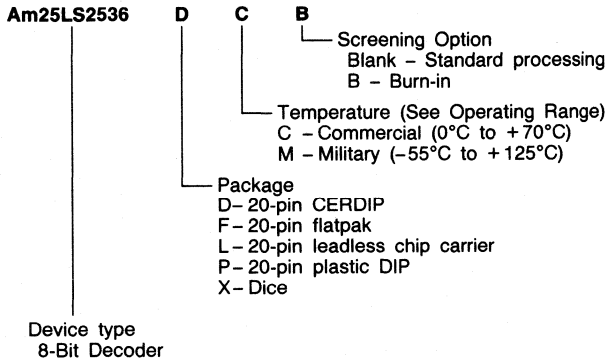 Am25LS2536 D C B
Screening Option
Blank – Standard processing
B – Burn-in
Temperature (See Operating Range)
C – Commercial (0°C to +70°C)
M – Military (–55°C to +125°C)
Package
D– 20-pin CERDIP
F– 20-pin flatpak
L – 20-pin leadless chip carrier
P– 20-pin plastic DIP
X– Dice
Device type
8-Bit Decoder